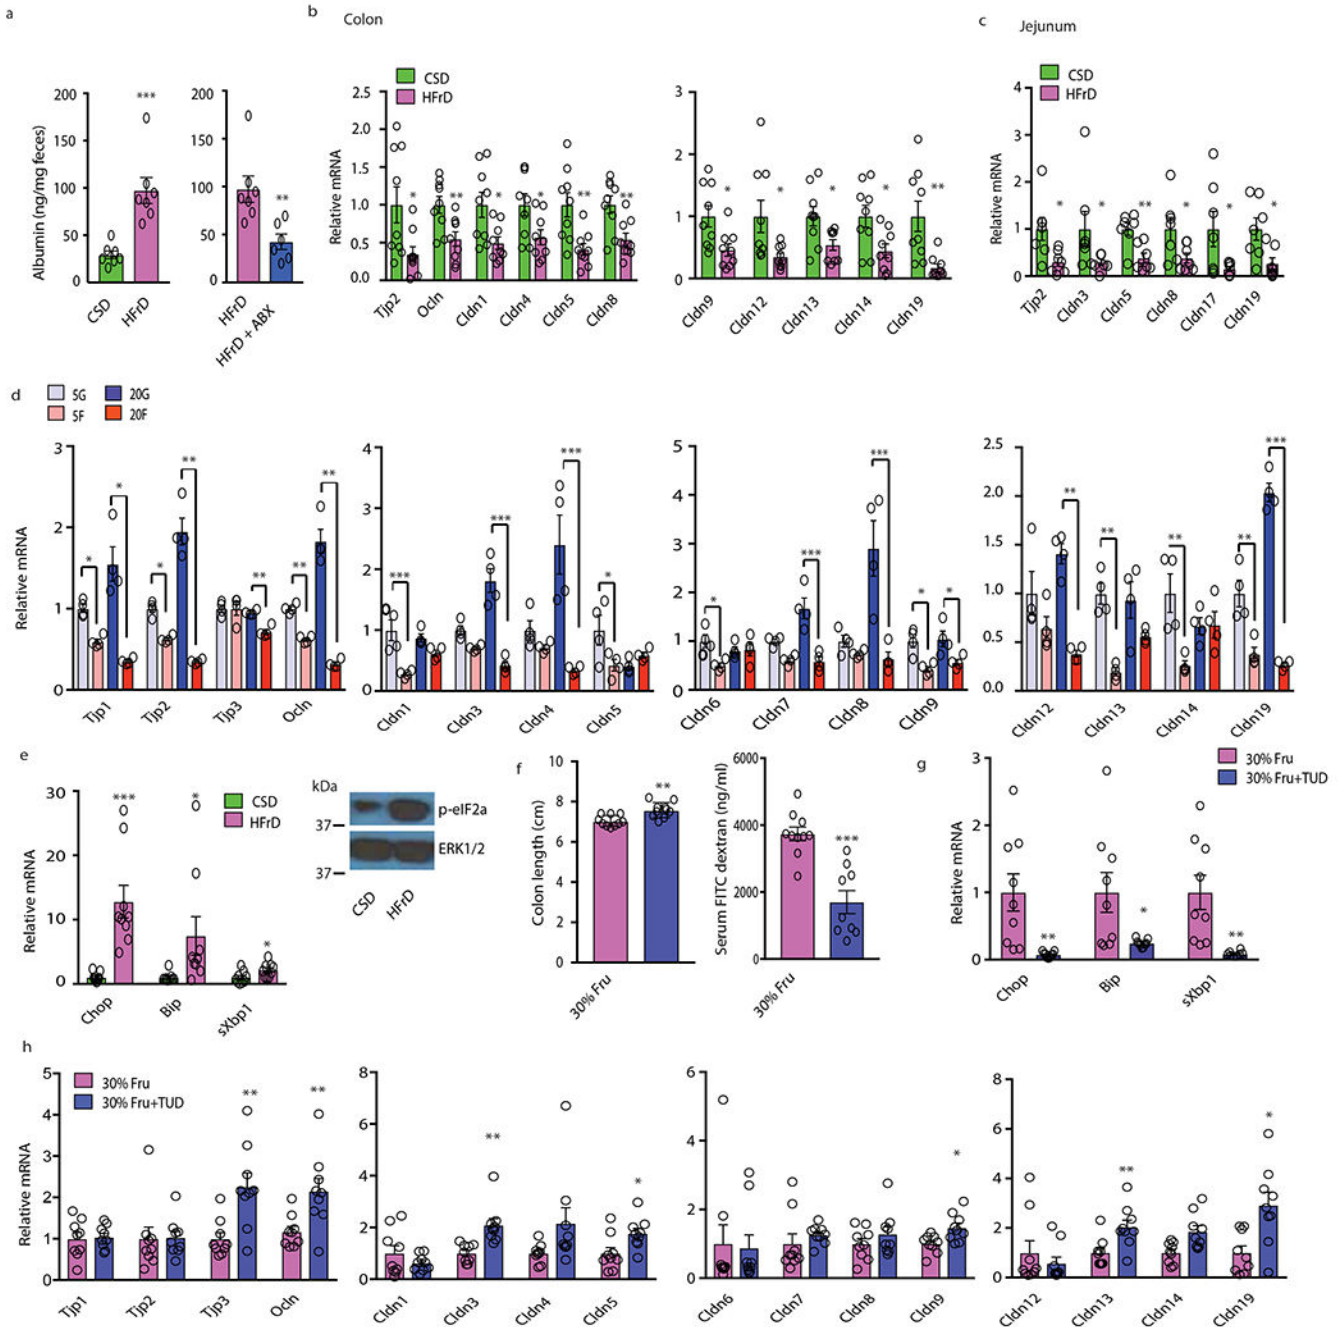 a
Albumin (ng/mg feces)
200
150
100
50
0
***
CSD
HFrD
200
150
100
50
0
**
HFrD
HFrD + ABX
b
Colon
CSD
HFrD
Relative mRNA
2.5
2.0
1.5
1.0
0.5
0.0
* ** * * ** **
Tjp2 Ocln Cldn1 Cldn4 Cldn5 Cldn8
3
2
1
0
* * * * **
Cldn9 Cldn12 Cldn13 Cldn14 Cldn19
c
Jejunum
CSD
HFrD
Relative mRNA
4
3
2
1
0
* * ** * * *
Tjp2 Cldn3 Cldn5 Cldn8 Cldn17 Cldn19
d
5G 20G
5F 20F
Relative mRNA
3
2
1
0
* * * ** ** ** **
Tjp1 Tjp2 Tjp3 Ocln
4
3
2
1
0
*** *** *** *
Cldn1 Cldn3 Cldn4 Cldn5
5
4
3
2
1
0
* *** *** * *
Cldn6 Cldn7 Cldn8 Cldn9
2.5
2.0
1.5
1.0
0.5
0.0
** ** ** ** ***
Cldn12 Cldn13 Cldn14 Cldn19
e
Relative mRNA
30
20
10
0
*** * *
CSD
HFrD
Chop Bip sXbp1
kDa
37
37
p-eIF2a
ERK1/2
CSD HFrD
f
Colon length (cm)
10
8
6
4
2
0
**
30% Fru
Serum FITC dextran (ng/ml)
6000
4000
2000
0
***
30% Fru
g
30% Fru
30% Fru+TUD
Relative mRNA
3
2
1
0
** * **
Chop Bip sXbp1
h
30% Fru
30% Fru+TUD
Relative mRNA
5
4
3
2
1
0
** **
Tjp1 Tjp2 Tjp3 Ocln
8
6
4
2
0
** *
Cldn1 Cldn3 Cldn4 Cldn5
6
4
2
0
*
Cldn6 Cldn7 Cldn8 Cldn9
8
6
4
2
0
** *
Cldn12 Cldn13 Cldn14 Cldn19